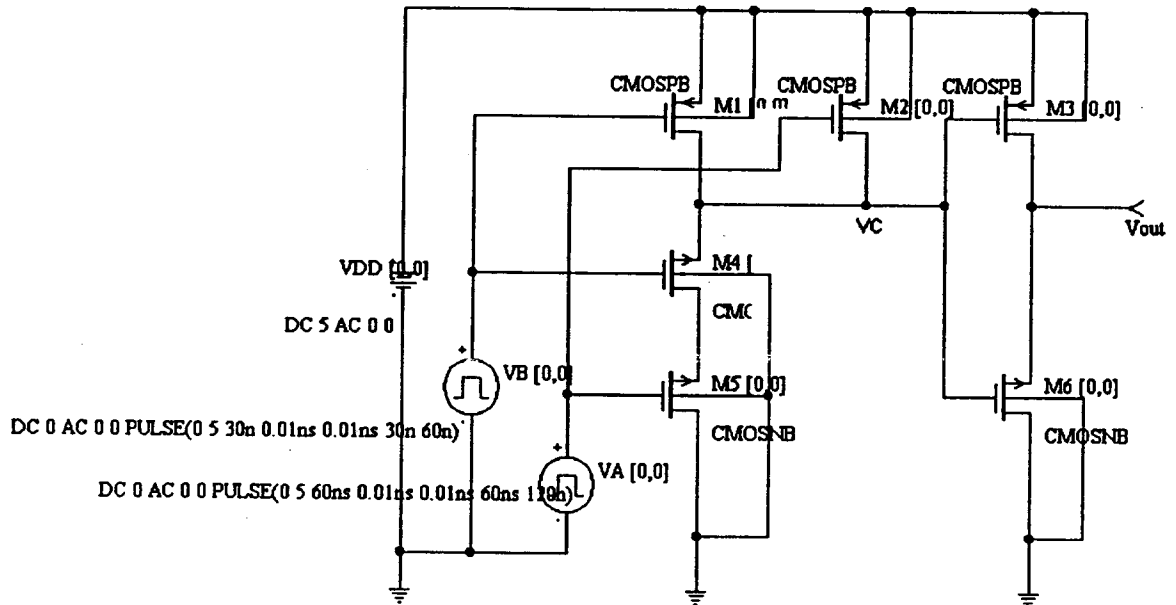 CMOSPB
CMOSPB
CMOSPB
M1 [
M2 [0,0]
M3 [0,0]
VC
Vout
VDD [0,0]
M4 [
DC 5 AC 0 0
CMC
VB [0,0]
M5 [0,0]
M6 [0,0]
DC 0 AC 0 0 PULSE(0 5 30n 0.01ns 0.01ns 30n 60n)
CMOSNB
CMOSNB
VA [0,0]
DC 0 AC 0 0 PULSE(0 5 60ns 0.01ns 0.01ns 60ns 120n)